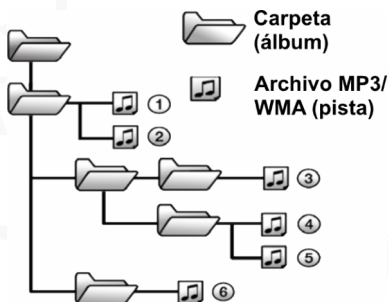 Carpeta
(álbum)
Archivo MP3/
WMA (pista)
①
②
③
④
⑤
⑥